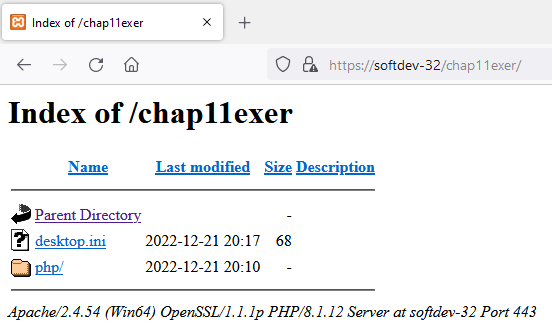 Index of /chap11exer
https://softdev-32/chap11exer/
Index of /chap11exer
Name Last modified Size Description
Parent Directory -
desktop.ini 2022-12-21 20:17 68
php/ 2022-12-21 20:10 -
Apache/2.4.54 (Win64) OpenSSL/1.1.1p PHP/8.1.12 Server at softdev-32 Port 443